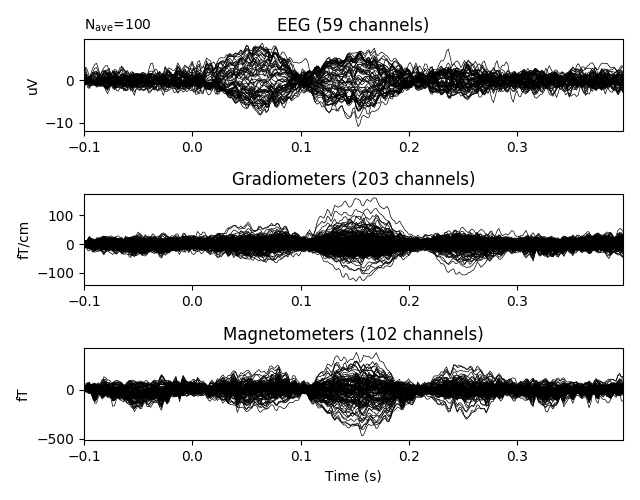 N_ave=100
EEG (59 channels)
uV
0
−10
−0.1 0.0 0.1 0.2 0.3
Gradiometers (203 channels)
fT/cm
100
0
−100
−0.1 0.0 0.1 0.2 0.3
Magnetometers (102 channels)
fT
0
−500
−0.1 0.0 0.1 0.2 0.3
Time (s)